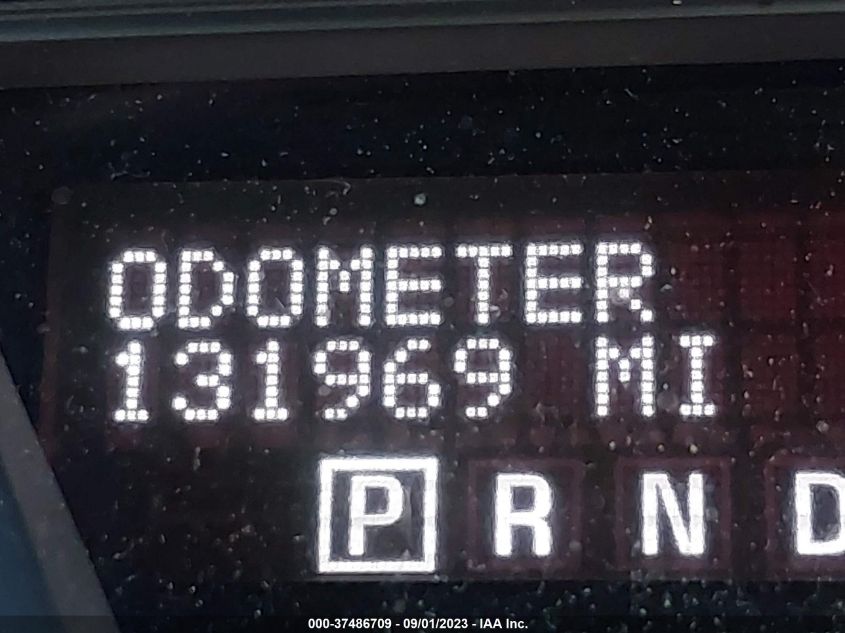 ODOMETER
131969 MI
P R N D
000-37486709 - 09/01/2023 - IAA Inc.